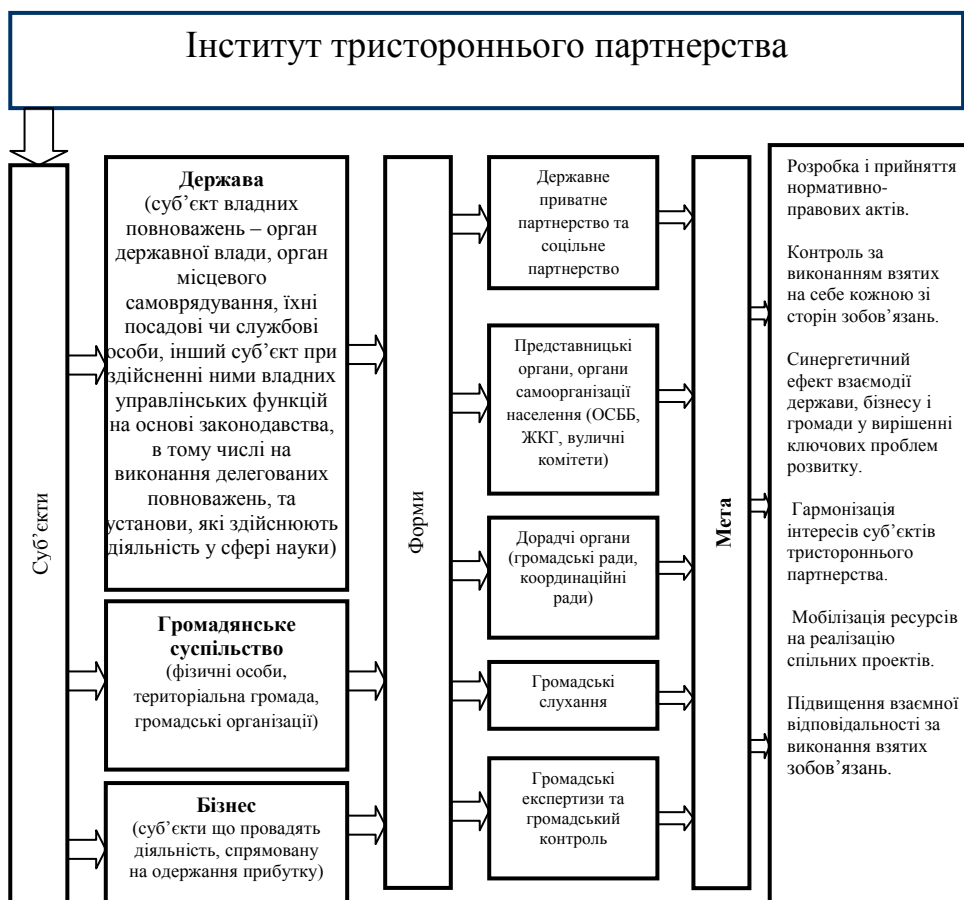 Інститут тристороннього партнерства
Суб’єкти
Держава
(суб’єкт владних
повноважень – орган
державної влади, орган
місцевого
самоврядування, їхні
посадові чи службові
особи, інший суб’єкт при
здійсненні ними владних
управлінських функцій
на основі законодавства,
в тому числі на
виконання делегованих
повноважень, та
установи, які здійснюють
діяльність у сфері науки)
Громадянське
суспільство
(фізичні особи,
територіальна громада,
громадські організації)
Бізнес
(суб’єкти що провадять
діяльність, спрямовану
на одержання прибутку)
Форми
Державне
приватне
партнерство та
соцільне
партнерство
Представницькі
органи, органи
самоорганізації
населення (ОСББ,
ЖКГ, вуличні
комітети)
Дорадчі органи
(громадські ради,
координаційні
ради)
Громадські
слухання
Громадські
експертизи та
громадський
контроль
Мета
Розробка і прийняття
нормативно-
правових актів.
Контроль за
виконанням взятих
на себе кожною зі
сторін зобов’язань.
Синергетичний
ефект взаємодії
держави, бізнесу і
громади у вирішенні
ключових проблем
розвитку.
Гармонізація
інтересів суб’єктів
тристороннього
партнерства.
Мобілізація ресурсів
на реалізацію
спільних проектів.
Підвищення взаємної
відповідальності за
виконання взятих
зобов’язань.